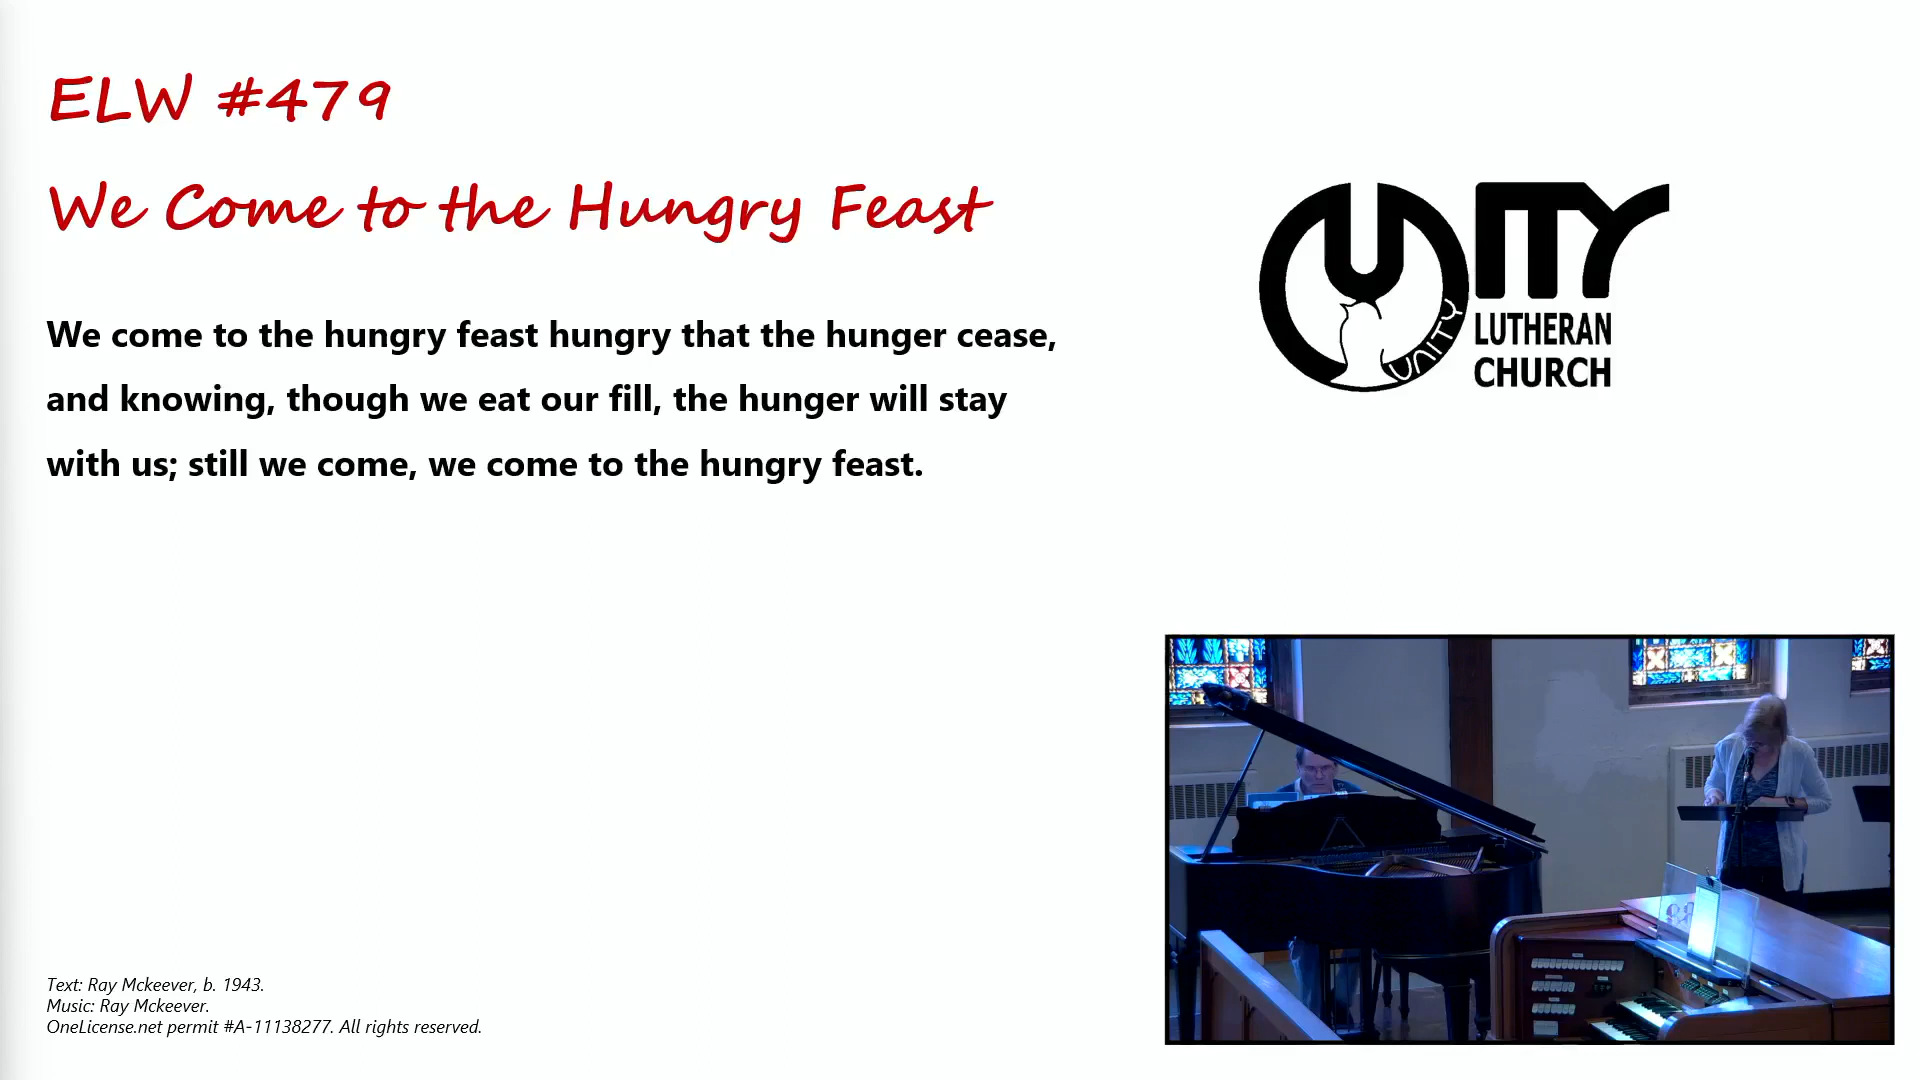 ELW #479
We Come to the Hungry Feast
We come to the hungry feast hungry that the hunger cease,
and knowing, though we eat our fill, the hunger will stay
with us; still we come, we come to the hungry feast.
UNITY
UNITY
LUTHERAN
CHURCH
Text: Ray Mckeever, b. 1943.
Music: Ray Mckeever.
OneLicense.net permit #A-11138277. All rights reserved.